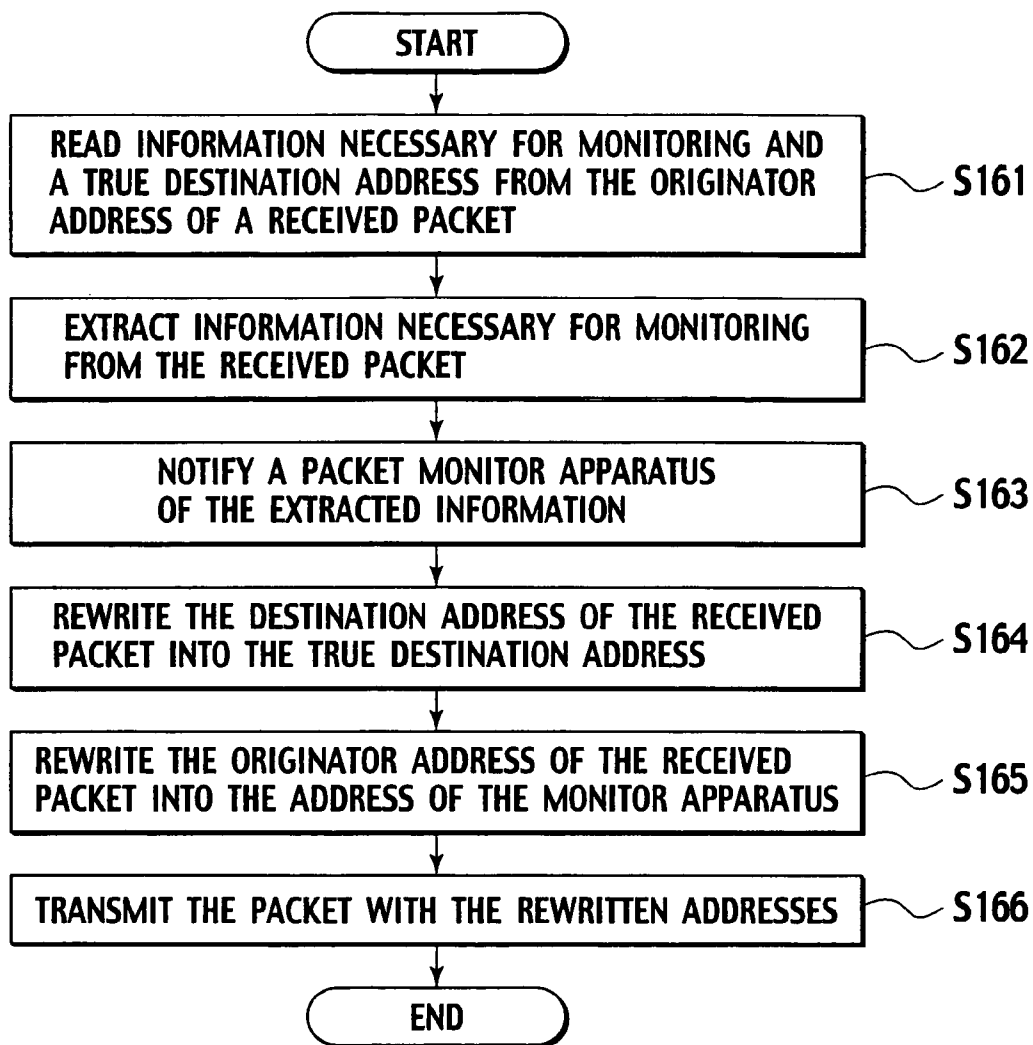 START
READ INFORMATION NECESSARY FOR MONITORING AND
A TRUE DESTINATION ADDRESS FROM THE ORIGINATOR
ADDRESS OF A RECEIVED PACKET
S161
EXTRACT INFORMATION NECESSARY FOR MONITORING
FROM THE RECEIVED PACKET
S162
NOTIFY A PACKET MONITOR APPARATUS
OF THE EXTRACTED INFORMATION
S163
REWRITE THE DESTINATION ADDRESS OF THE RECEIVED
PACKET INTO THE TRUE DESTINATION ADDRESS
S164
REWRITE THE ORIGINATOR ADDRESS OF THE RECEIVED
PACKET INTO THE ADDRESS OF THE MONITOR APPARATUS
S165
TRANSMIT THE PACKET WITH THE REWRITTEN ADDRESSES
S166
END